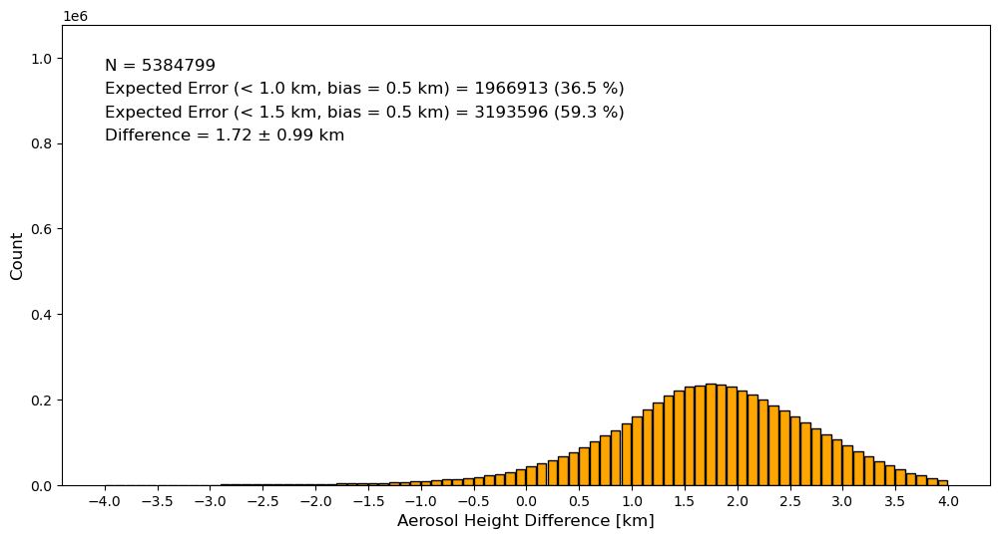 1e6
1.0
N = 5384799
Expected Error (< 1.0 km, bias = 0.5 km) = 1966913 (36.5 %)
Expected Error (< 1.5 km, bias = 0.5 km) = 3193596 (59.3 %)
Difference = 1.72 ± 0.99 km
0.8
0.6
Count
0.4
0.2
0.0
−4.0 −3.5 −3.0 −2.5 −2.0 −1.5 −1.0 −0.5 0.0 0.5 1.0 1.5 2.0 2.5 3.0 3.5 4.0
Aerosol Height Difference [km]